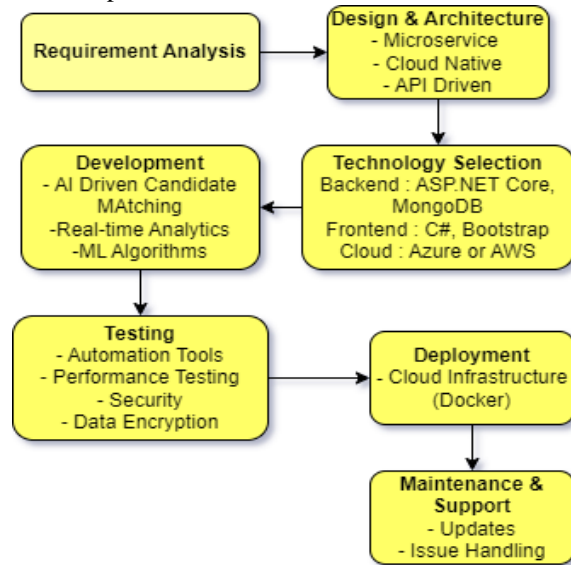 Requirement Analysis
Design & Architecture
- Microservice
- Cloud Native
- API Driven
Technology Selection
Backend : ASP.NET Core,
MongoDB
Frontend : C#, Bootstrap
Cloud : Azure or AWS
Development
- AI Driven Candidate
MAtching
-Real-time Analytics
-ML Algorithms
Testing
- Automation Tools
- Performance Testing
- Security
- Data Encryption
Deployment
- Cloud Infrastructure
(Docker)
Maintenance &
Support
- Updates
- Issue Handling